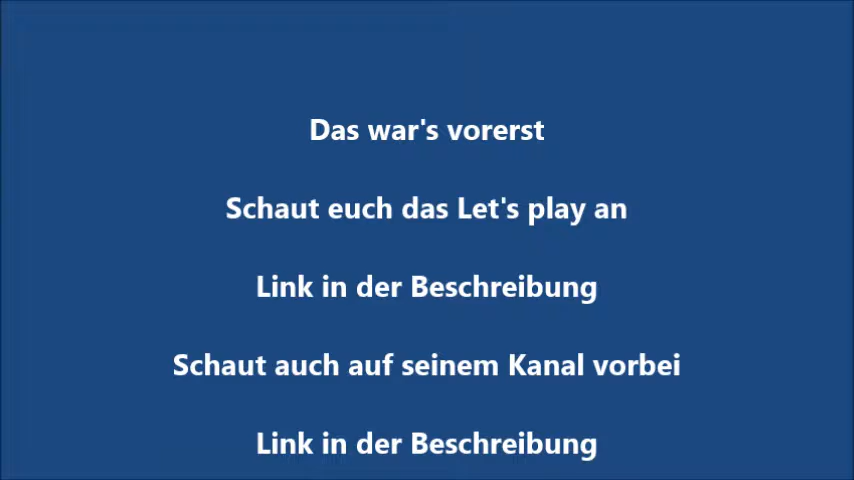 Das war's vorerst
Schaut euch das Let's play an
Link in der Beschreibung
Schaut auch auf seinem Kanal vorbei
Link in der Beschreibung